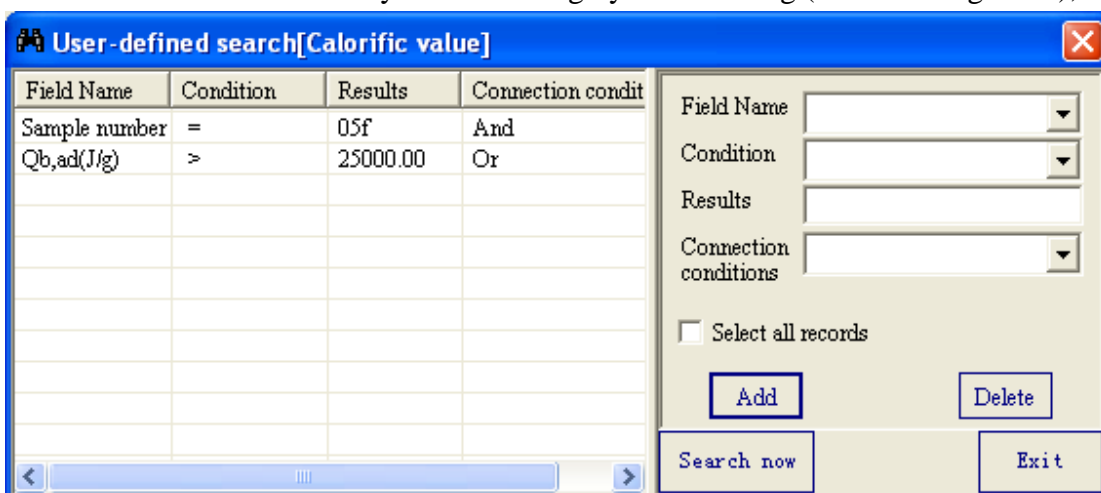 User-defined search[Calorific value]
Field Name Condition Results Connection condit
Sample number = 05f And
Qb,ad(J/g) > 25000.00 Or
Field Name
Condition
Results
Connection
conditions
Select all records
Add Delete
Search now Exit